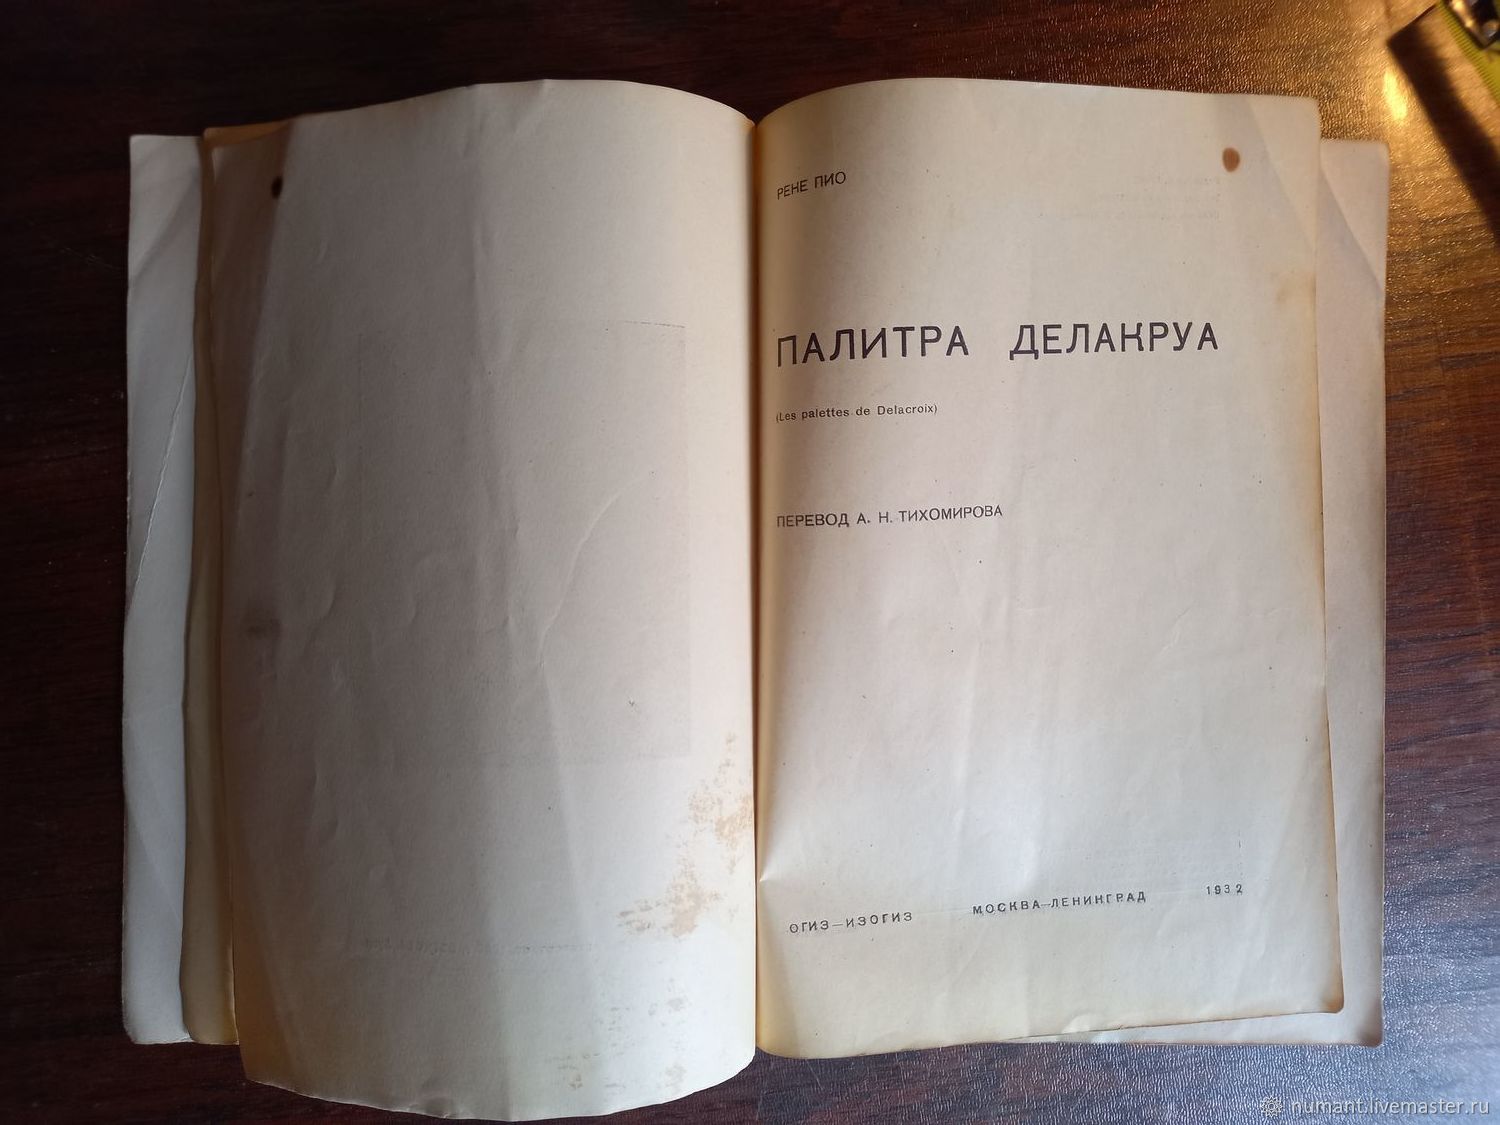 РЕНЕ ПИО
ПАЛИТРА ДЕЛАКРУА
(Les palettes de Delacroix)
ПЕРЕВОД А. Н. ТИХОМИРОВА
ОГИЗ—ИЗОГИЗ МОСКВА—ЛЕНИНГРАД 1932
numant.livemaster.ru